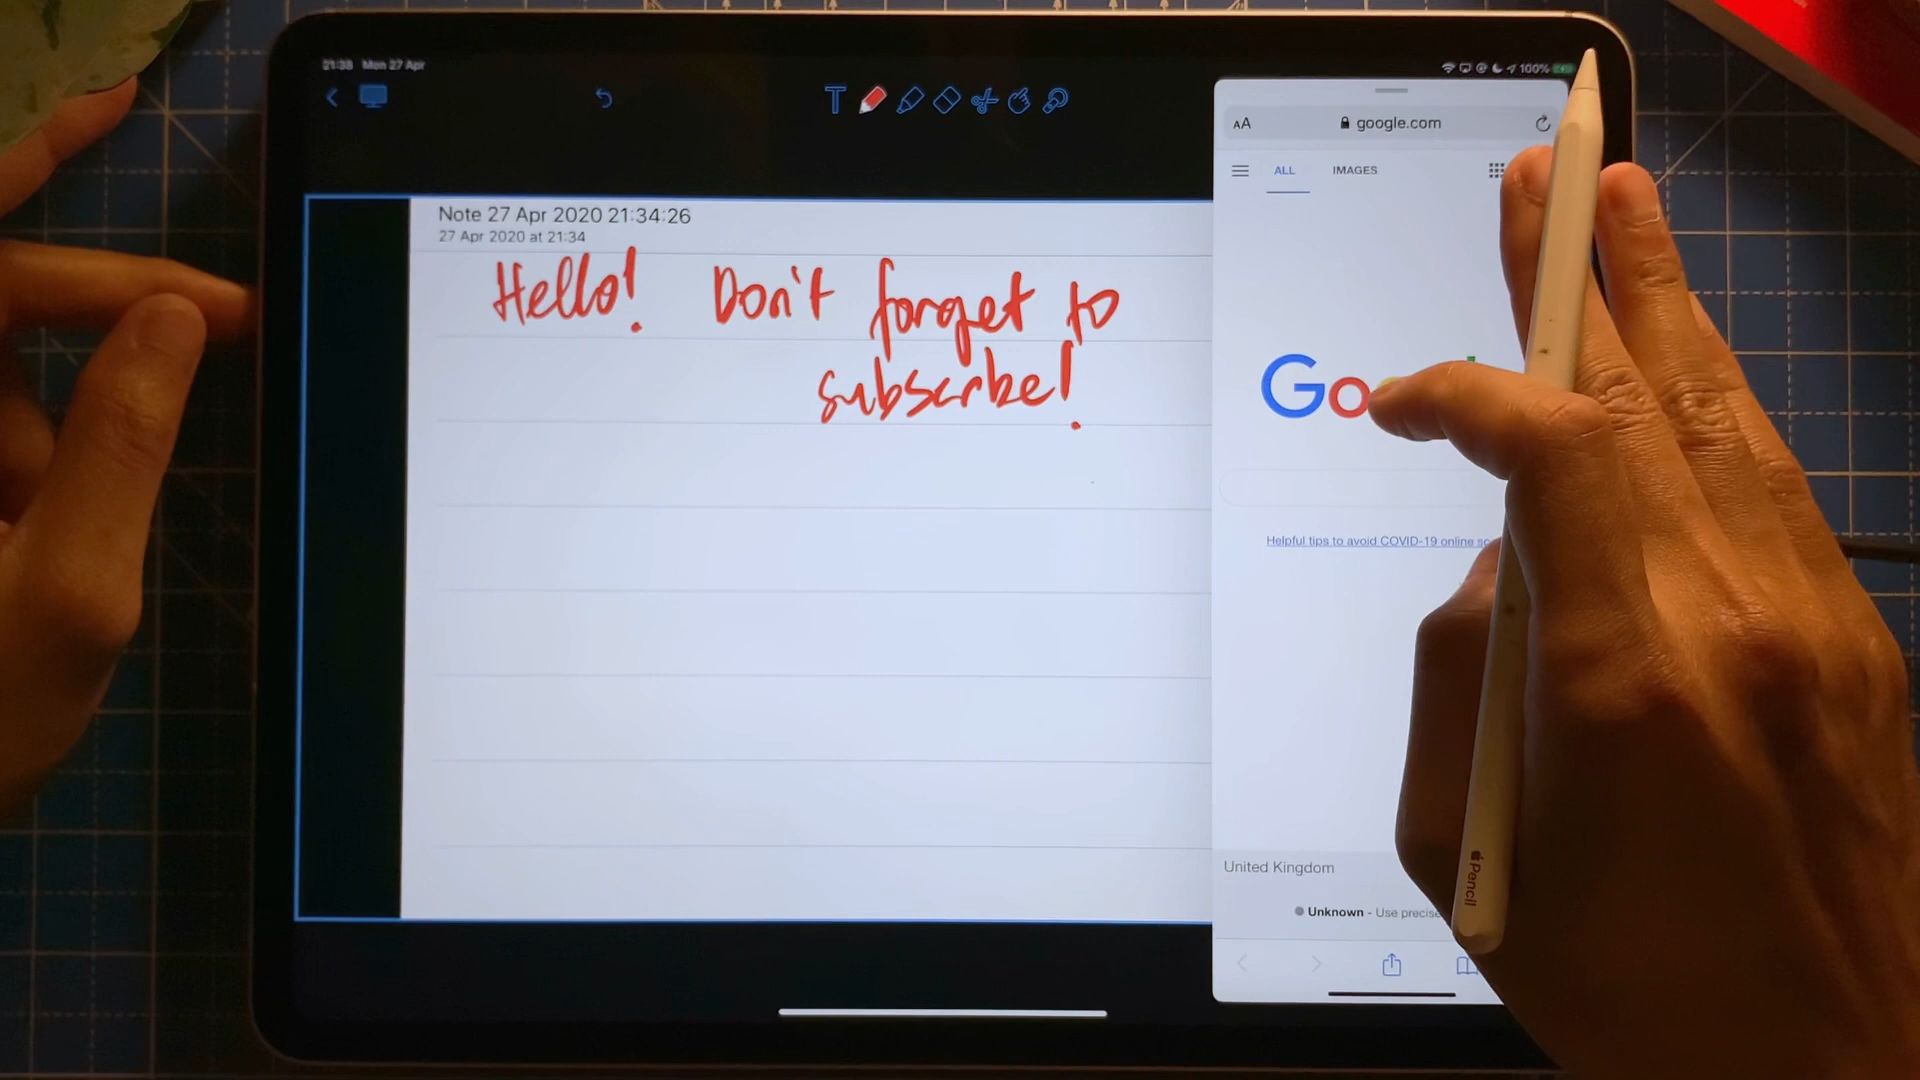 21:38 Mon 27 Apr
100%
T
Note 27 Apr 2020 21:34:26
27 Apr 2020 at 21:34
Hello! Don't forget to
subscribe!
AA google.com
ALL IMAGES
Helpful tips to avoid COVID-19 online
United Kingdom
Unknown - Use precise
Pencil